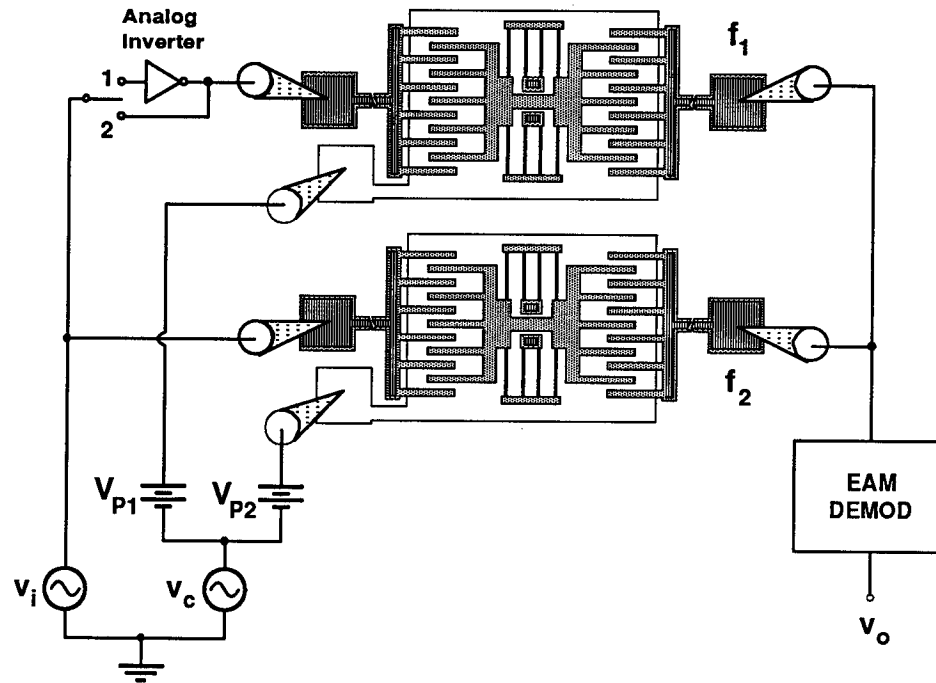 Analog
Inverter
1
2
f1
f2
VP1
VP2
EAM
DEMOD
vi
vc
vo